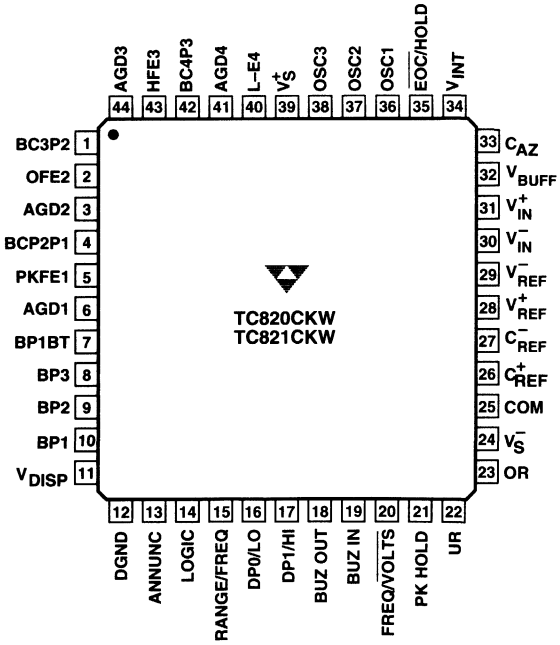 AGD3
HFE3
BC4P3
AGD4
L–E4
V+S
OSC3
OSC2
OSC1
EOC/HOLD
VINT
44 43 42 41 40 39 38 37 36 35 34
BC3P2 1
OFE2 2
AGD2 3
BCP2P1 4
PKFE1 5
AGD1 6
BP1BT 7
BP3 8
BP2 9
BP1 10
VDISP 11
TC820CKW
TC821CKW
33 CAZ
32 VBUFF
31 V+IN
30 V–IN
29 V–REF
28 V+REF
27 C–REF
26 C+REF
25 COM
24 V–S
23 OR
12 13 14 15 16 17 18 19 20 21 22
DGND
ANNUNC
LOGIC
RANGE/FREQ
DP0/LO
DP1/HI
BUZ OUT
BUZ IN
FREQ/VOLTS
PK HOLD
UR